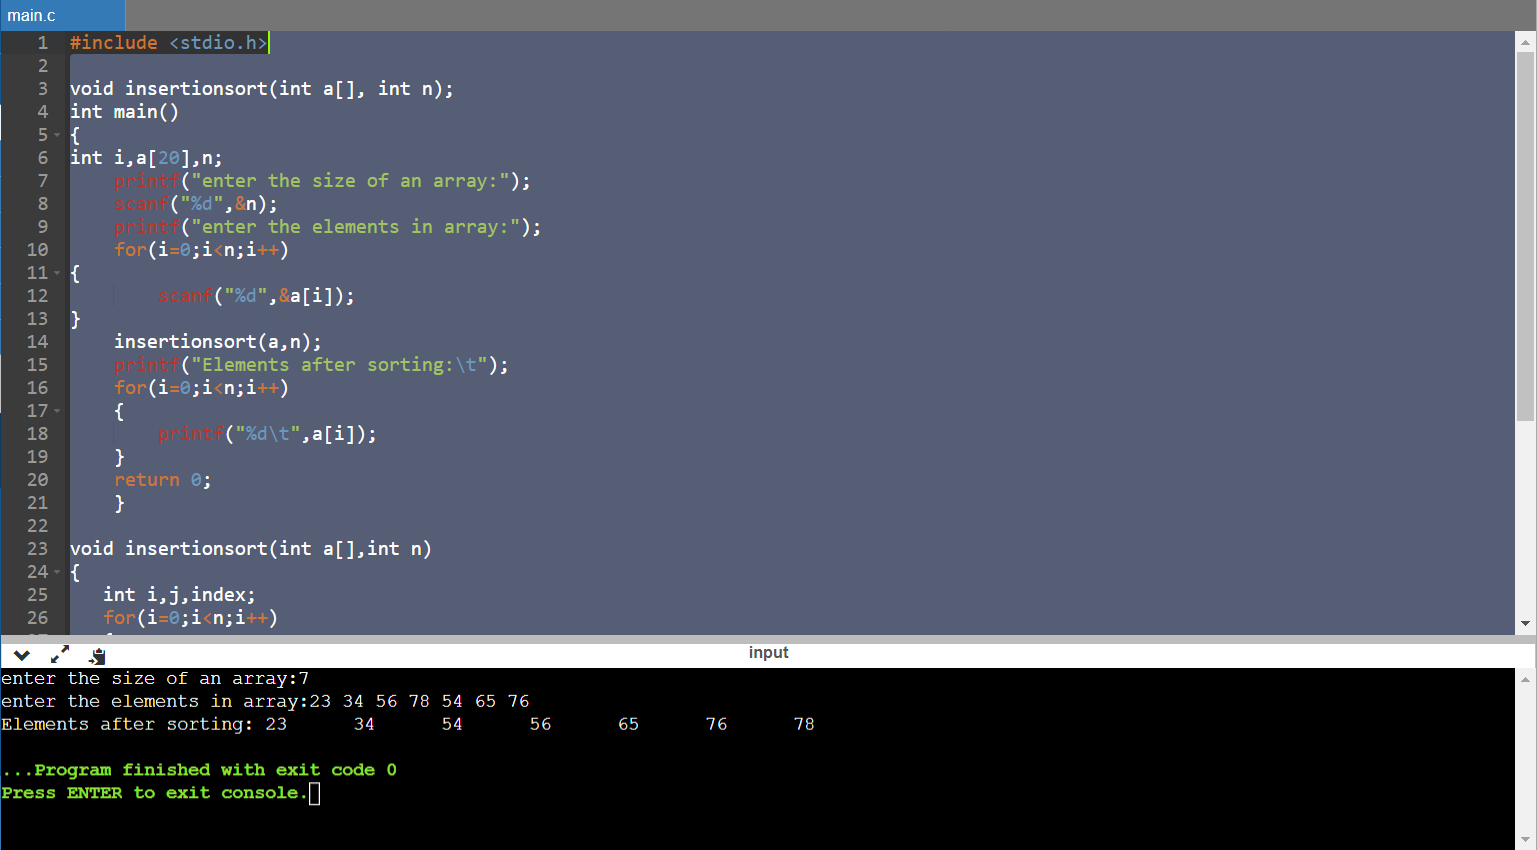 main.c
1 #include <stdio.h>
2
3 void insertionsort(int a[], int n);
4 int main()
5 {
6 int i,a[20],n;
7 printf("enter the size of an array:");
8 scanf("%d",&n);
9 printf("enter the elements in array:");
10 for(i=0;i<n;i++)
11 {
12 scanf("%d",&a[i]);
13 }
14 insertionsort(a,n);
15 printf("Elements after sorting:\t");
16 for(i=0;i<n;i++)
17 {
18 printf("%d\t",a[i]);
19 }
20 return 0;
21 }
22
23 void insertionsort(int a[],int n)
24 {
25 int i,j,index;
26 for(i=0;i<n;i++)
input
enter the size of an array:7
enter the elements in array:23 34 56 78 54 65 76
Elements after sorting: 23 34 54 56 65 76 78
...Program finished with exit code 0
Press ENTER to exit console.